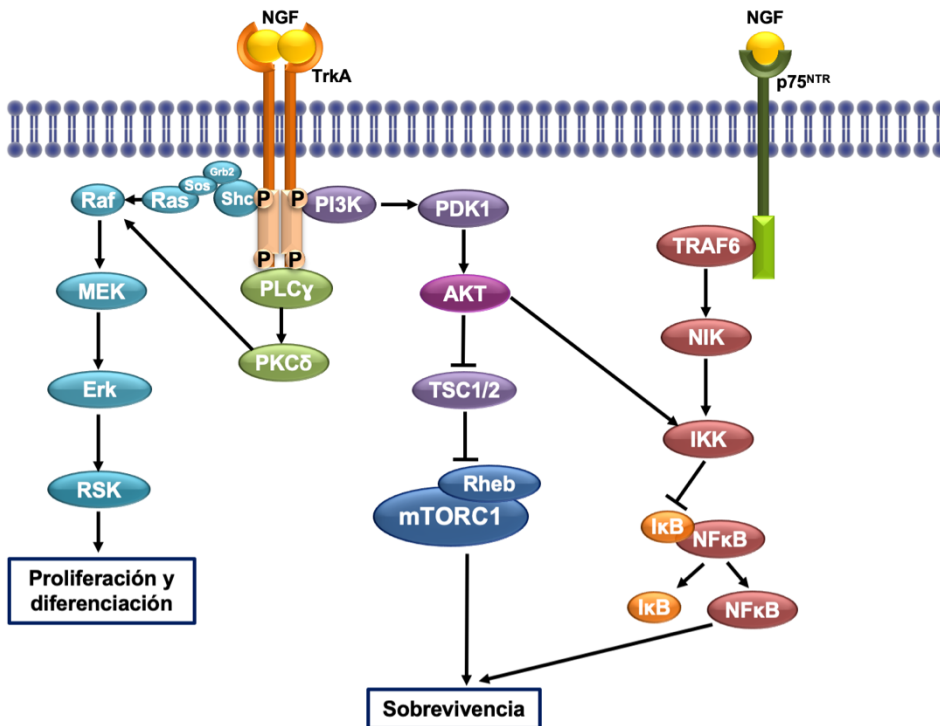 NGF
NGF
TrkA
p75NTR
Grb2
Sos
Shc
Ras
Raf
P
P
PI3K
PDK1
TRAF6
P
P
PLCɣ
MEK
AKT
NIK
PKCδ
Erk
TSC1/2
IKK
RSK
Rheb
mTORC1
IκB
NFκB
Proliferación y
diferenciación
IκB
NFκB
Sobrevivencia